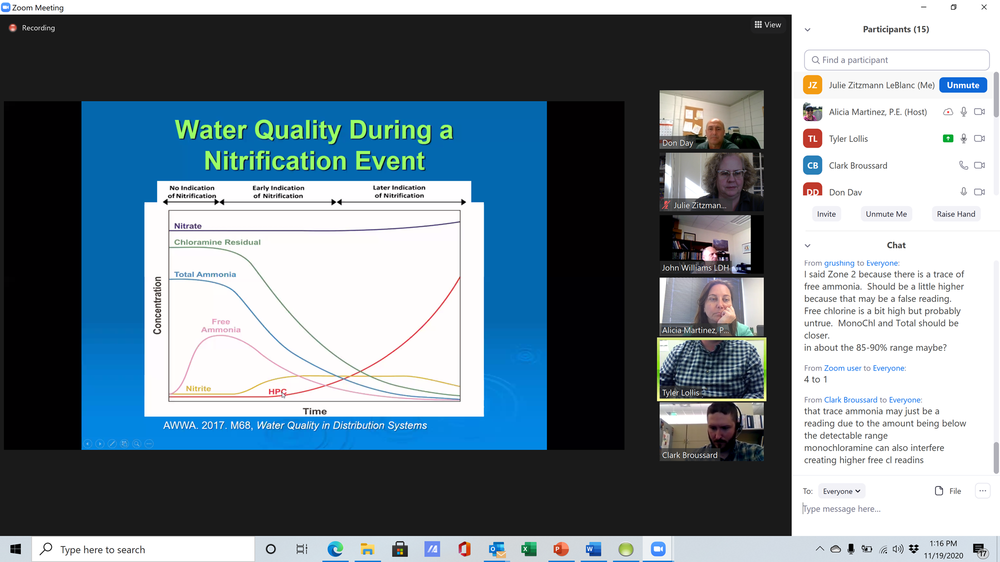 Zoom Meeting
Recording
View
Water Quality During a
Nitrification Event
No Indication
of Nitrification
Early Indication
of Nitrification
Later Indication
of Nitrification
Nitrate
Chloramine Residual
Total Ammonia
Free
Ammonia
Nitrite
HPC
Concentration
Time
AWWA. 2017. M68, Water Quality in Distribution Systems
Don Day
Julie Zitzman...
John Williams LDH
Alicia Martinez, P...
Tyler Lollis
Clark Broussard
Participants (15)
Find a participant
JZ Julie Zitzmann LeBlanc (Me) Unmute
Alicia Martinez, P.E. (Host)
TL Tyler Lollis
CB Clark Broussard
DD Don Day
Invite Unmute Me Raise Hand
Chat
From grushing to Everyone:
I said Zone 2 because there is a trace of
free ammonia. Should be a little higher
because that may be a false reading.
Free chlorine is a bit high but probably
untrue. MonoChl and Total should be
closer.
in about the 85-90% range maybe?
From Zoom user to Everyone:
4 to 1
From Clark Broussard to Everyone:
that trace ammonia may just be a
reading due to the amount being below
the detectable range
monochloramine can also interfere
creating higher free cl readins
To: Everyone File
Type message here...
Type here to search
1:16 PM
11/19/2020
17